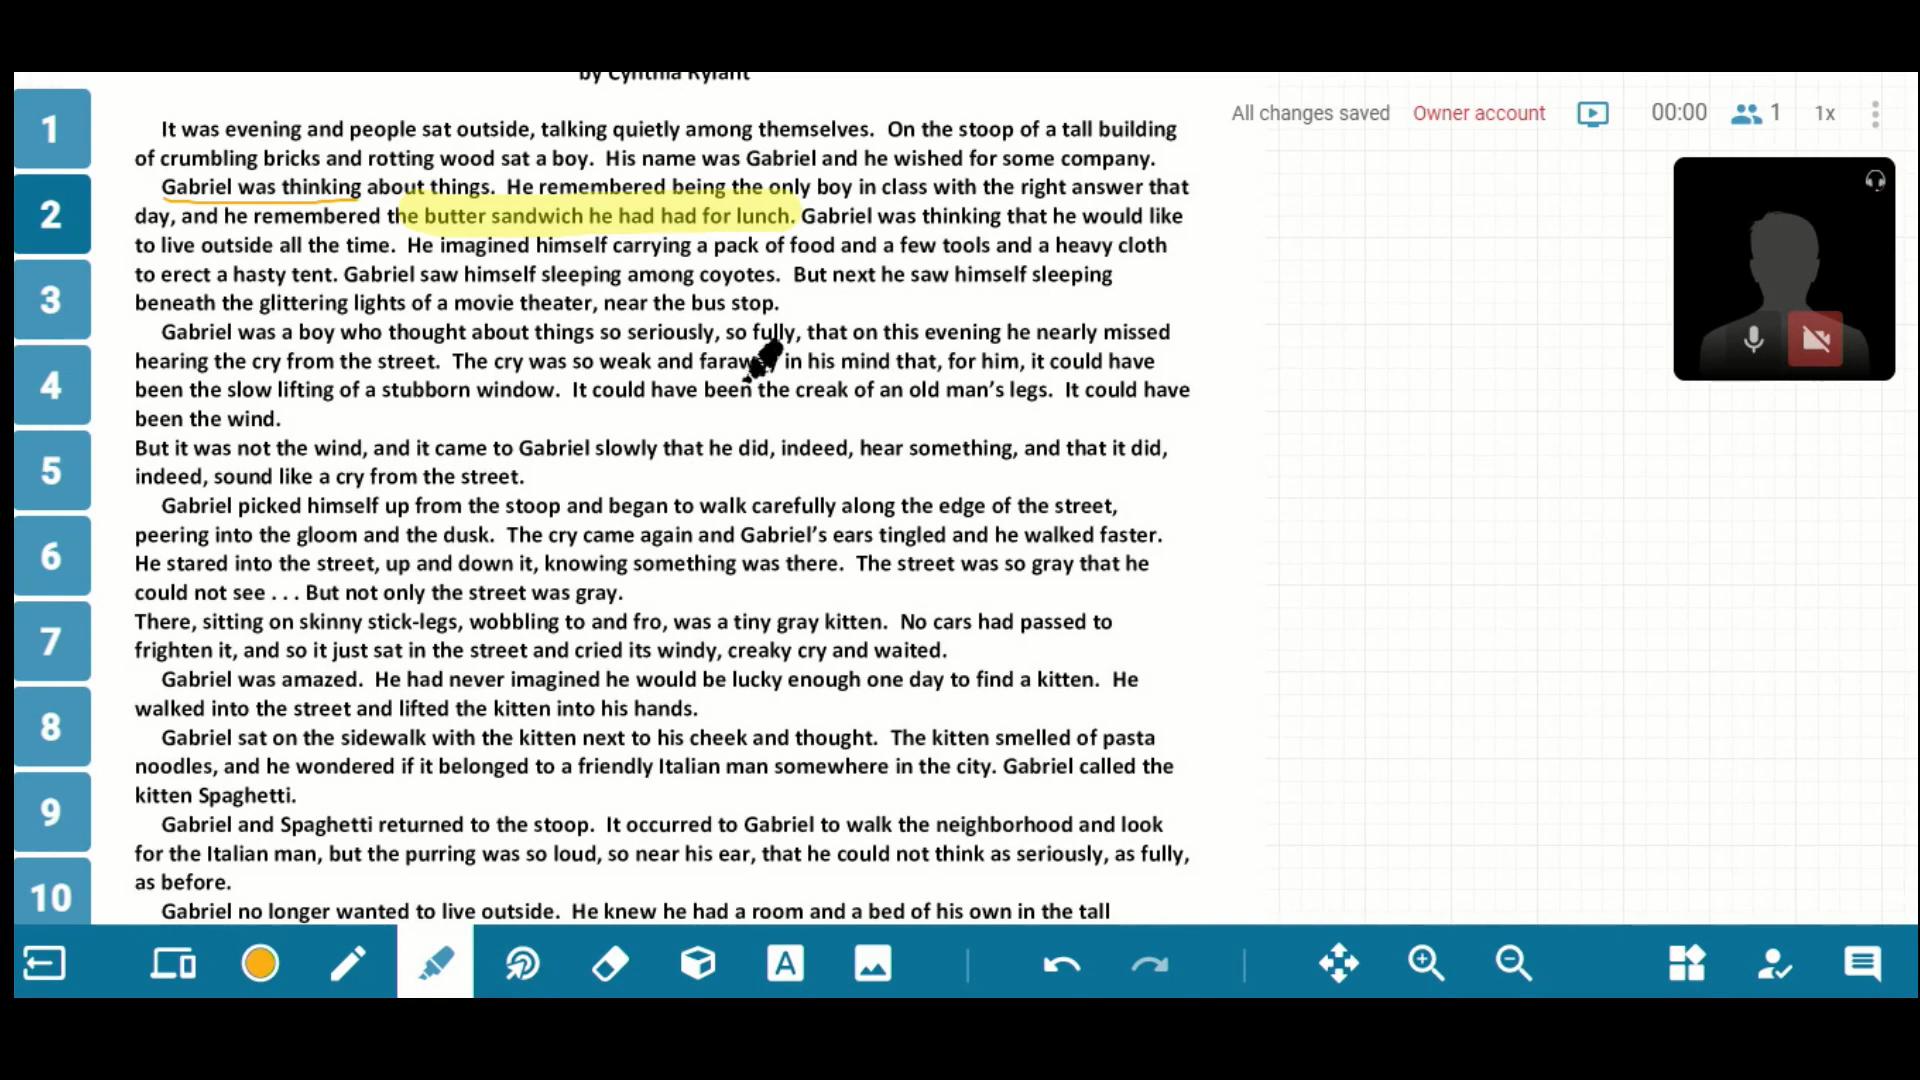 by Cynthia Rylant
It was evening and people sat outside, talking quietly among themselves.  On the stoop of a tall building
of crumbling bricks and rotting wood sat a boy.  His name was Gabriel and he wished for some company.
Gabriel was thinking about things.  He remembered being the only boy in class with the right answer that
day, and he remembered the butter sandwich he had had for lunch. Gabriel was thinking that he would like
to live outside all the time.  He imagined himself carrying a pack of food and a few tools and a heavy cloth
to erect a hasty tent. Gabriel saw himself sleeping among coyotes.  But next he saw himself sleeping
beneath the glittering lights of a movie theater, near the bus stop.
Gabriel was a boy who thought about things so seriously, so fully, that on this evening he nearly missed
hearing the cry from the street.  The cry was so weak and faraway in his mind that, for him, it could have
been the slow lifting of a stubborn window.  It could have been the creak of an old man’s legs.  It could have
been the wind.
But it was not the wind, and it came to Gabriel slowly that he did, indeed, hear something, and that it did,
indeed, sound like a cry from the street.
Gabriel picked himself up from the stoop and began to walk carefully along the edge of the street,
peering into the gloom and the dusk.  The cry came again and Gabriel’s ears tingled and he walked faster.
He stared into the street, up and down it, knowing something was there.  The street was so gray that he
could not see . . . But not only the street was gray.
There, sitting on skinny stick-legs, wobbling to and fro, was a tiny gray kitten.  No cars had passed to
frighten it, and so it just sat in the street and cried its windy, creaky cry and waited.
Gabriel was amazed.  He had never imagined he would be lucky enough one day to find a kitten.  He
walked into the street and lifted the kitten into his hands.
Gabriel sat on the sidewalk with the kitten next to his cheek and thought.  The kitten smelled of pasta
noodles, and he wondered if it belonged to a friendly Italian man somewhere in the city. Gabriel called the
kitten Spaghetti.
Gabriel and Spaghetti returned to the stoop.  It occurred to Gabriel to walk the neighborhood and look
for the Italian man, but the purring was so loud, so near his ear, that he could not think as seriously, as fully,
as before.
Gabriel no longer wanted to live outside.  He knew he had a room and a bed of his own in the tall
1
2
3
4
5
6
7
8
9
10
All changes saved Owner account 00:00 1 1x
A